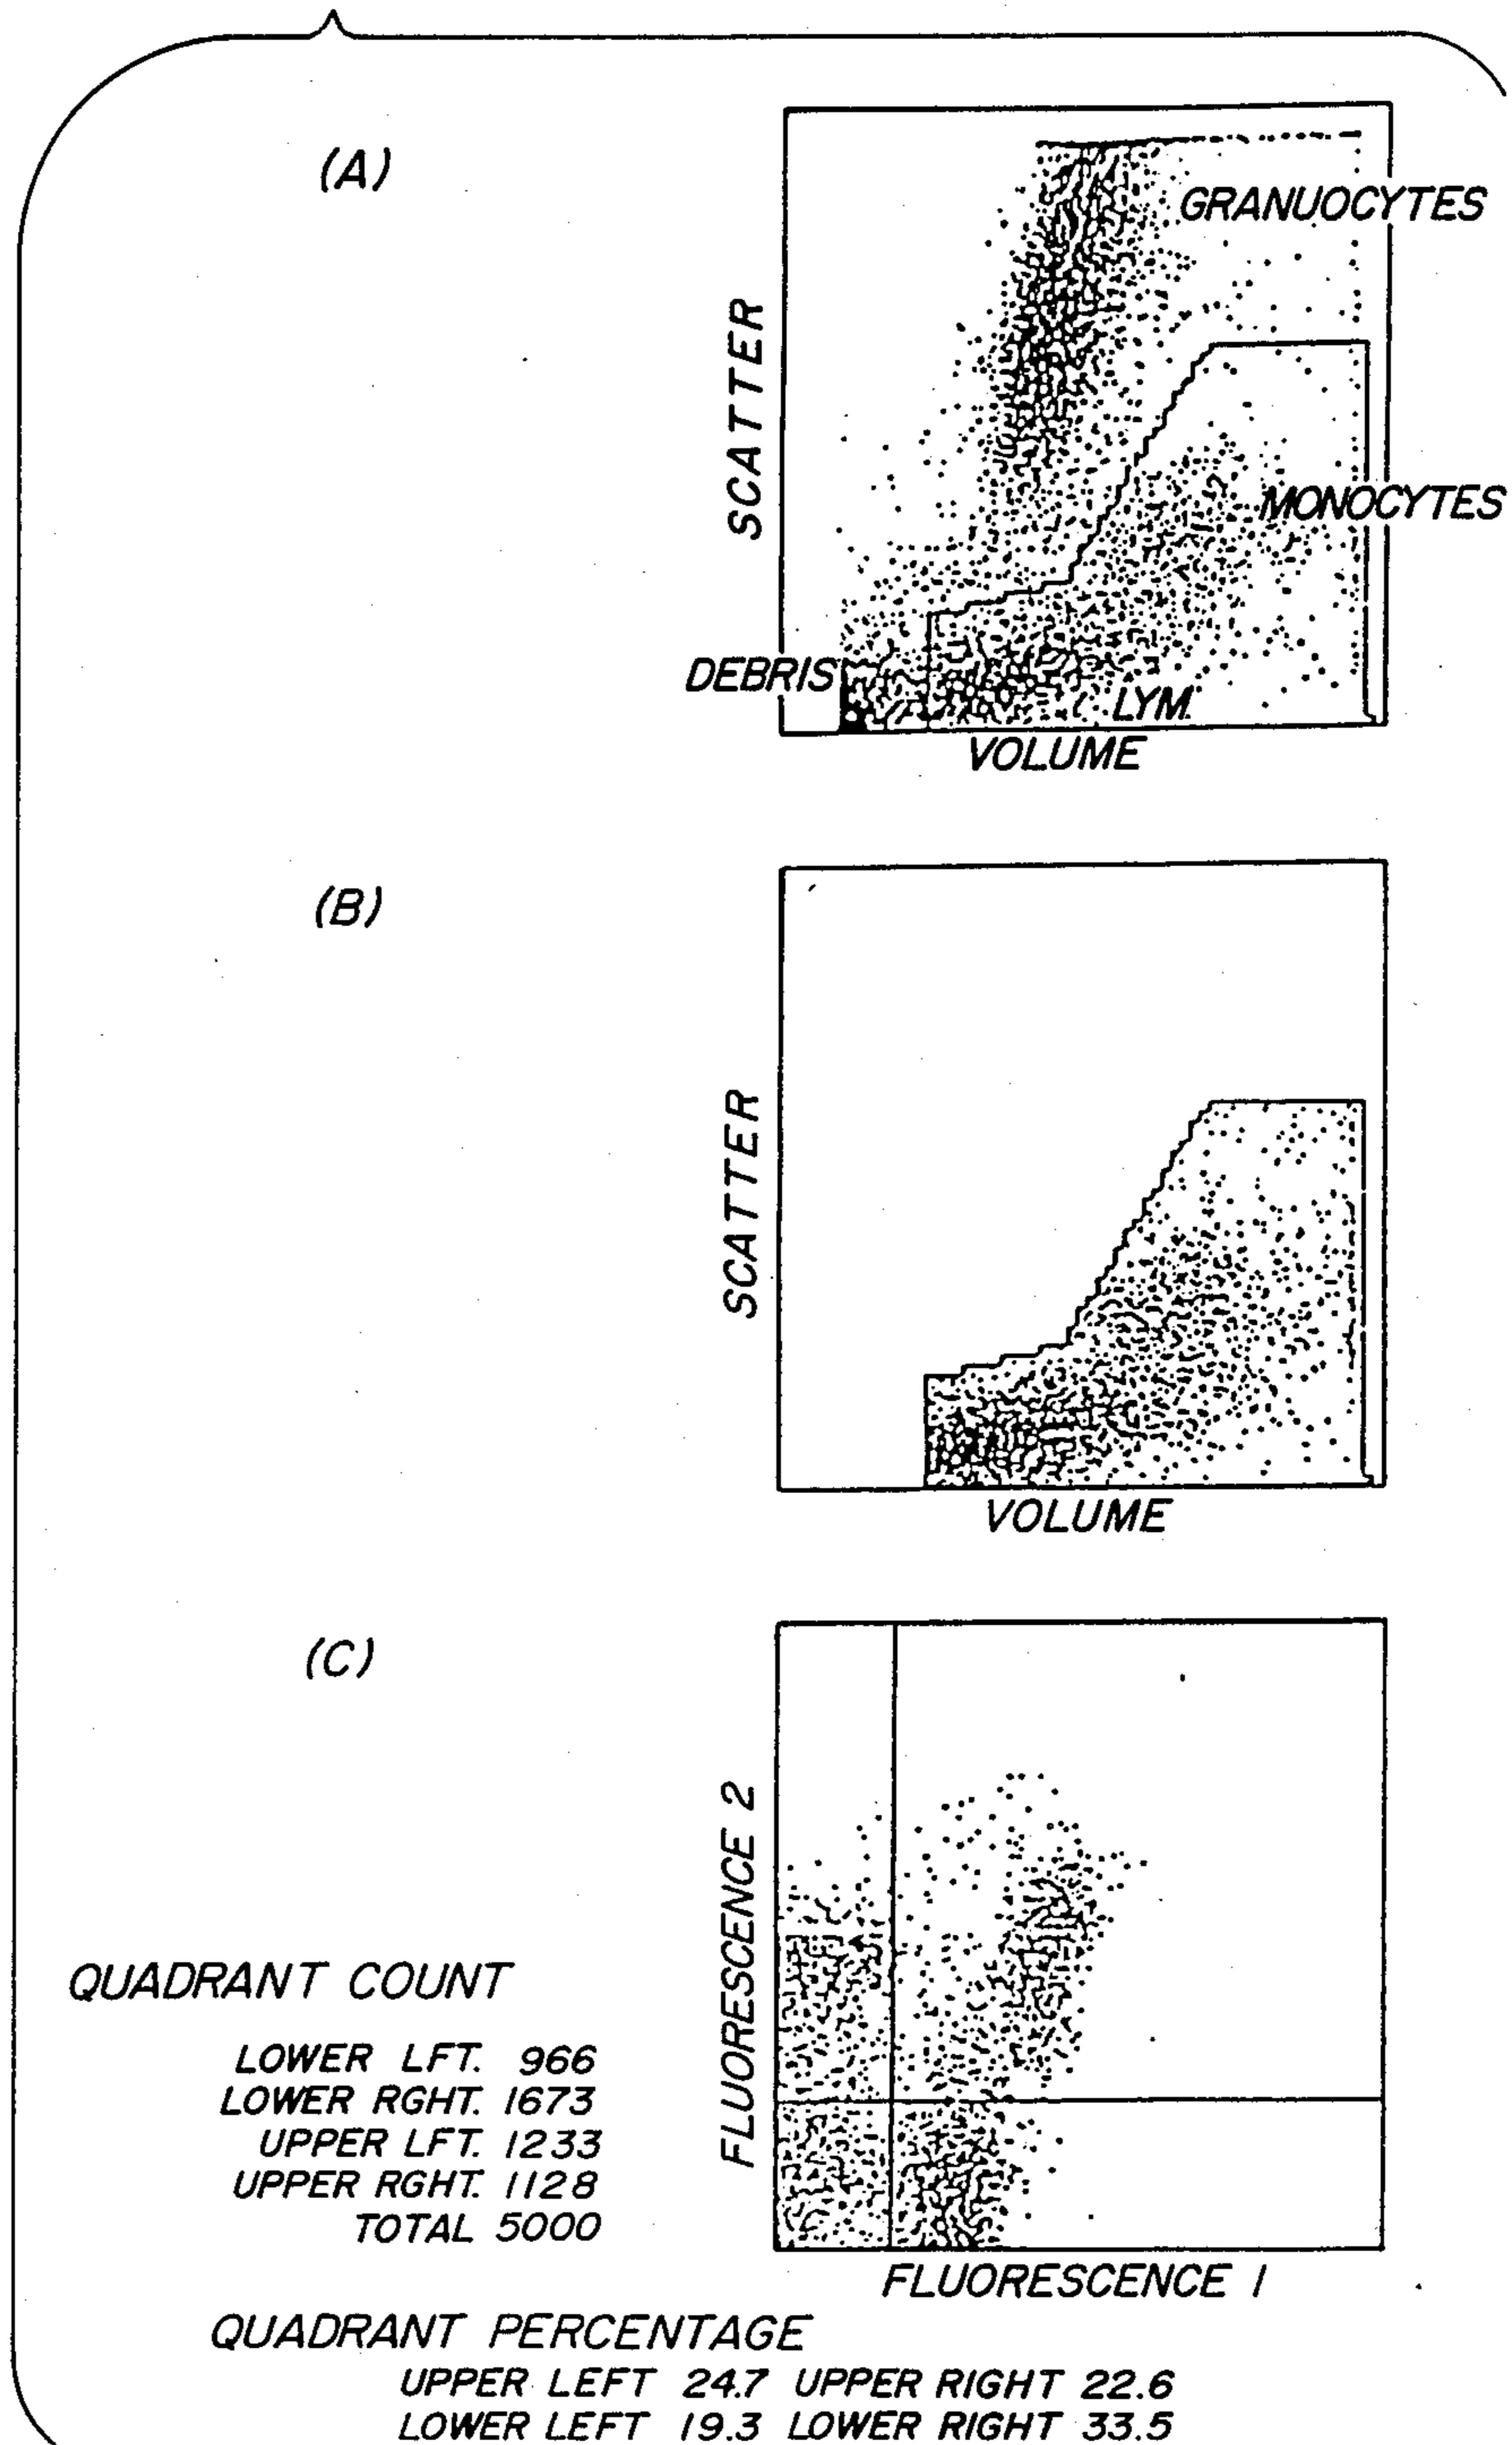 (A)
GRANUOCYTES
SCATTER
MONOCYTES
DEBRIS
LYM.
VOLUME
(B)
SCATTER
VOLUME
(C)
FLUORESCENCE 2
QUADRANT COUNT
LOWER LFT. 966
LOWER RGHT. 1673
UPPER LFT. 1233
UPPER RGHT. 1128
TOTAL 5000
FLUORESCENCE 1
QUADRANT PERCENTAGE
UPPER LEFT 24.7 UPPER RIGHT 22.6
LOWER LEFT 19.3 LOWER RIGHT 33.5